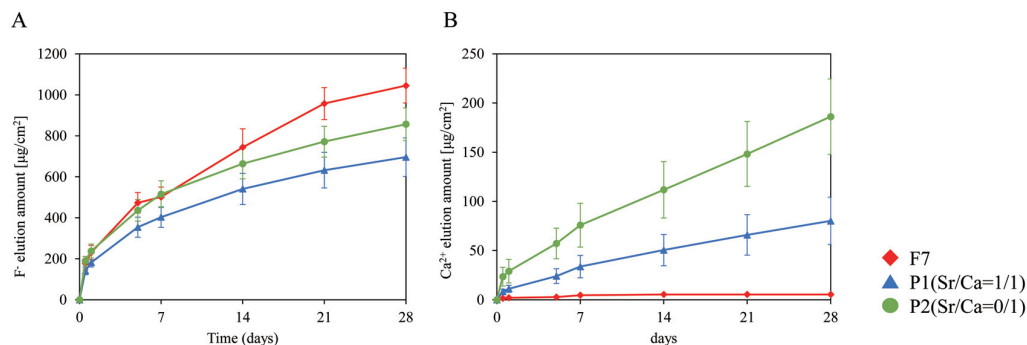 A
F- elution amount [μg/cm²]
1200
1000
800
600
400
200
0
0 7 14 21 28
Time (days)
B
Ca²⁺ elution amount [μg/cm²]
250
200
150
100
50
0
0 7 14 21 28
days
F7
P1(Sr/Ca=1/1)
P2(Sr/Ca=0/1)